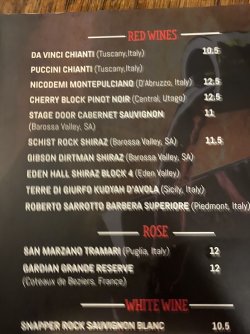 RED WINES
DA VINCI CHIANTI (Tuscany,Italy) 10.5
PUCCINI CHIANTI (Tuscany,Italy)
NICODEMI MONTEPULCIANO (D'Abruzzo, Italy) 12.5
CHERRY BLOCK PINOT NOIR (Central, Utago) 12.5
STAGE DOOR CABERNET SAUVIGNON 11
(Barossa Valley, SA)
SCHIST ROCK SHIRAZ (Barossa Valley, SA) 11.5
GIBSON DIRTMAN SHIRAZ (Barossa Valley, SA)
EDEN HALL SHIRAZ BLOCK 4 (Eden Valley)
TERRE DI GIURFO KUDYAH D'AVOLA (Sicily, Italy)
ROBERTO SARROTTO BARBERA SUPERIORE (Piedmont, Italy)
ROSE
SAN MARZANO TRAMARI (Puglia, Italy) 12
GARDIAN GRANDE RESERVE 12
(Coteaux de Beziers, France)
WHITE WINE
SNAPPER ROCK SAUVIGNON BLANC 10.5